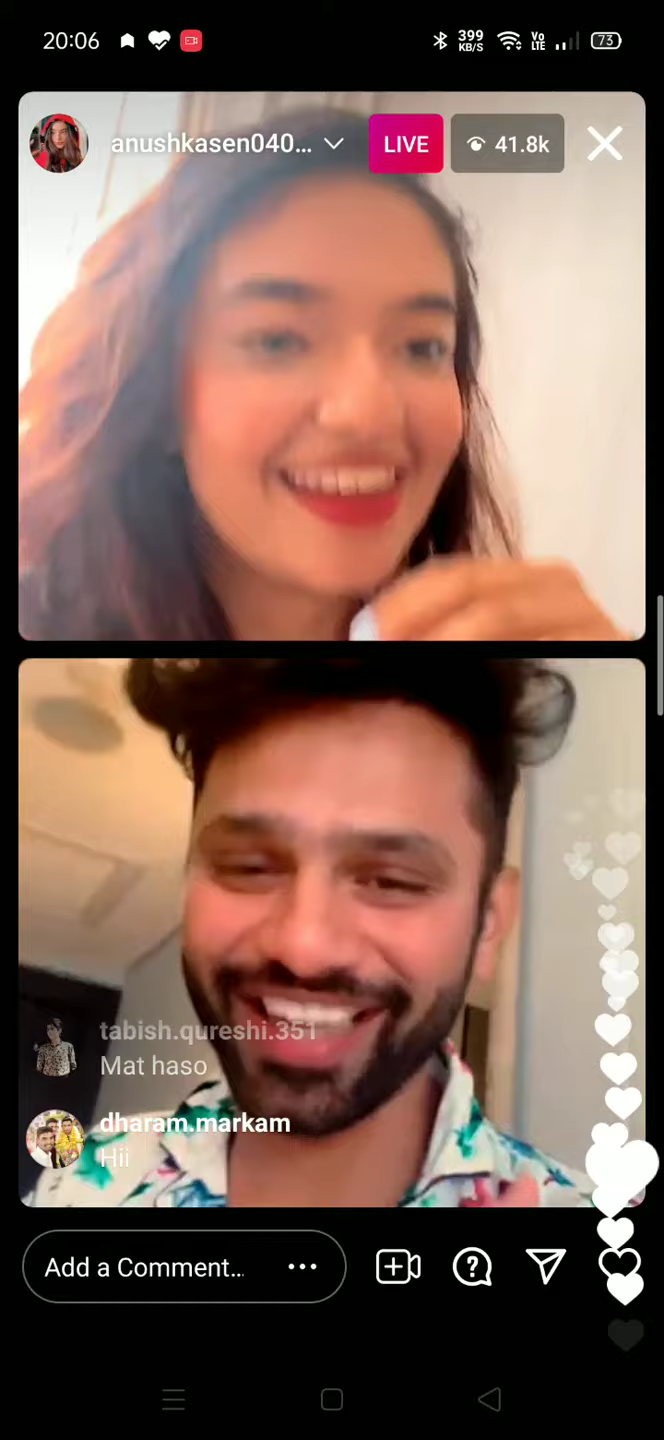 20:06
399
KB/S
Vo
LTE
73
anushkasen040...
LIVE
41.8k
tabish.qureshi.351
Mat haso
dharam.markam
Hii
Add a Comment...